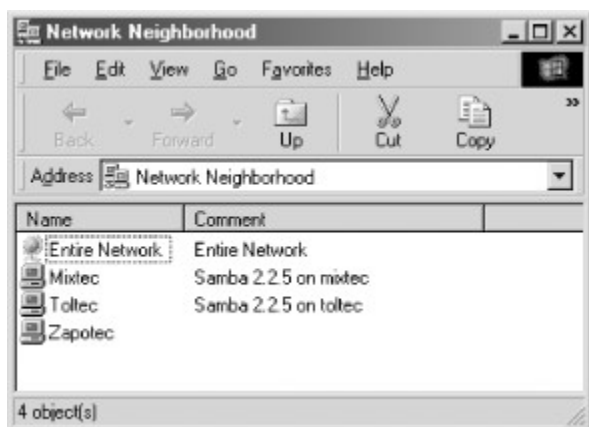 Network Neighborhood
File Edit View Go Favorites Help
Back Forward Up Cut Copy »
Address Network Neighborhood
Name Comment
Entire Network Entire Network
Mixtec Samba 2.2.5 on mixtec
Toltec Samba 2.2.5 on toltec
Zapotec
4 object(s)